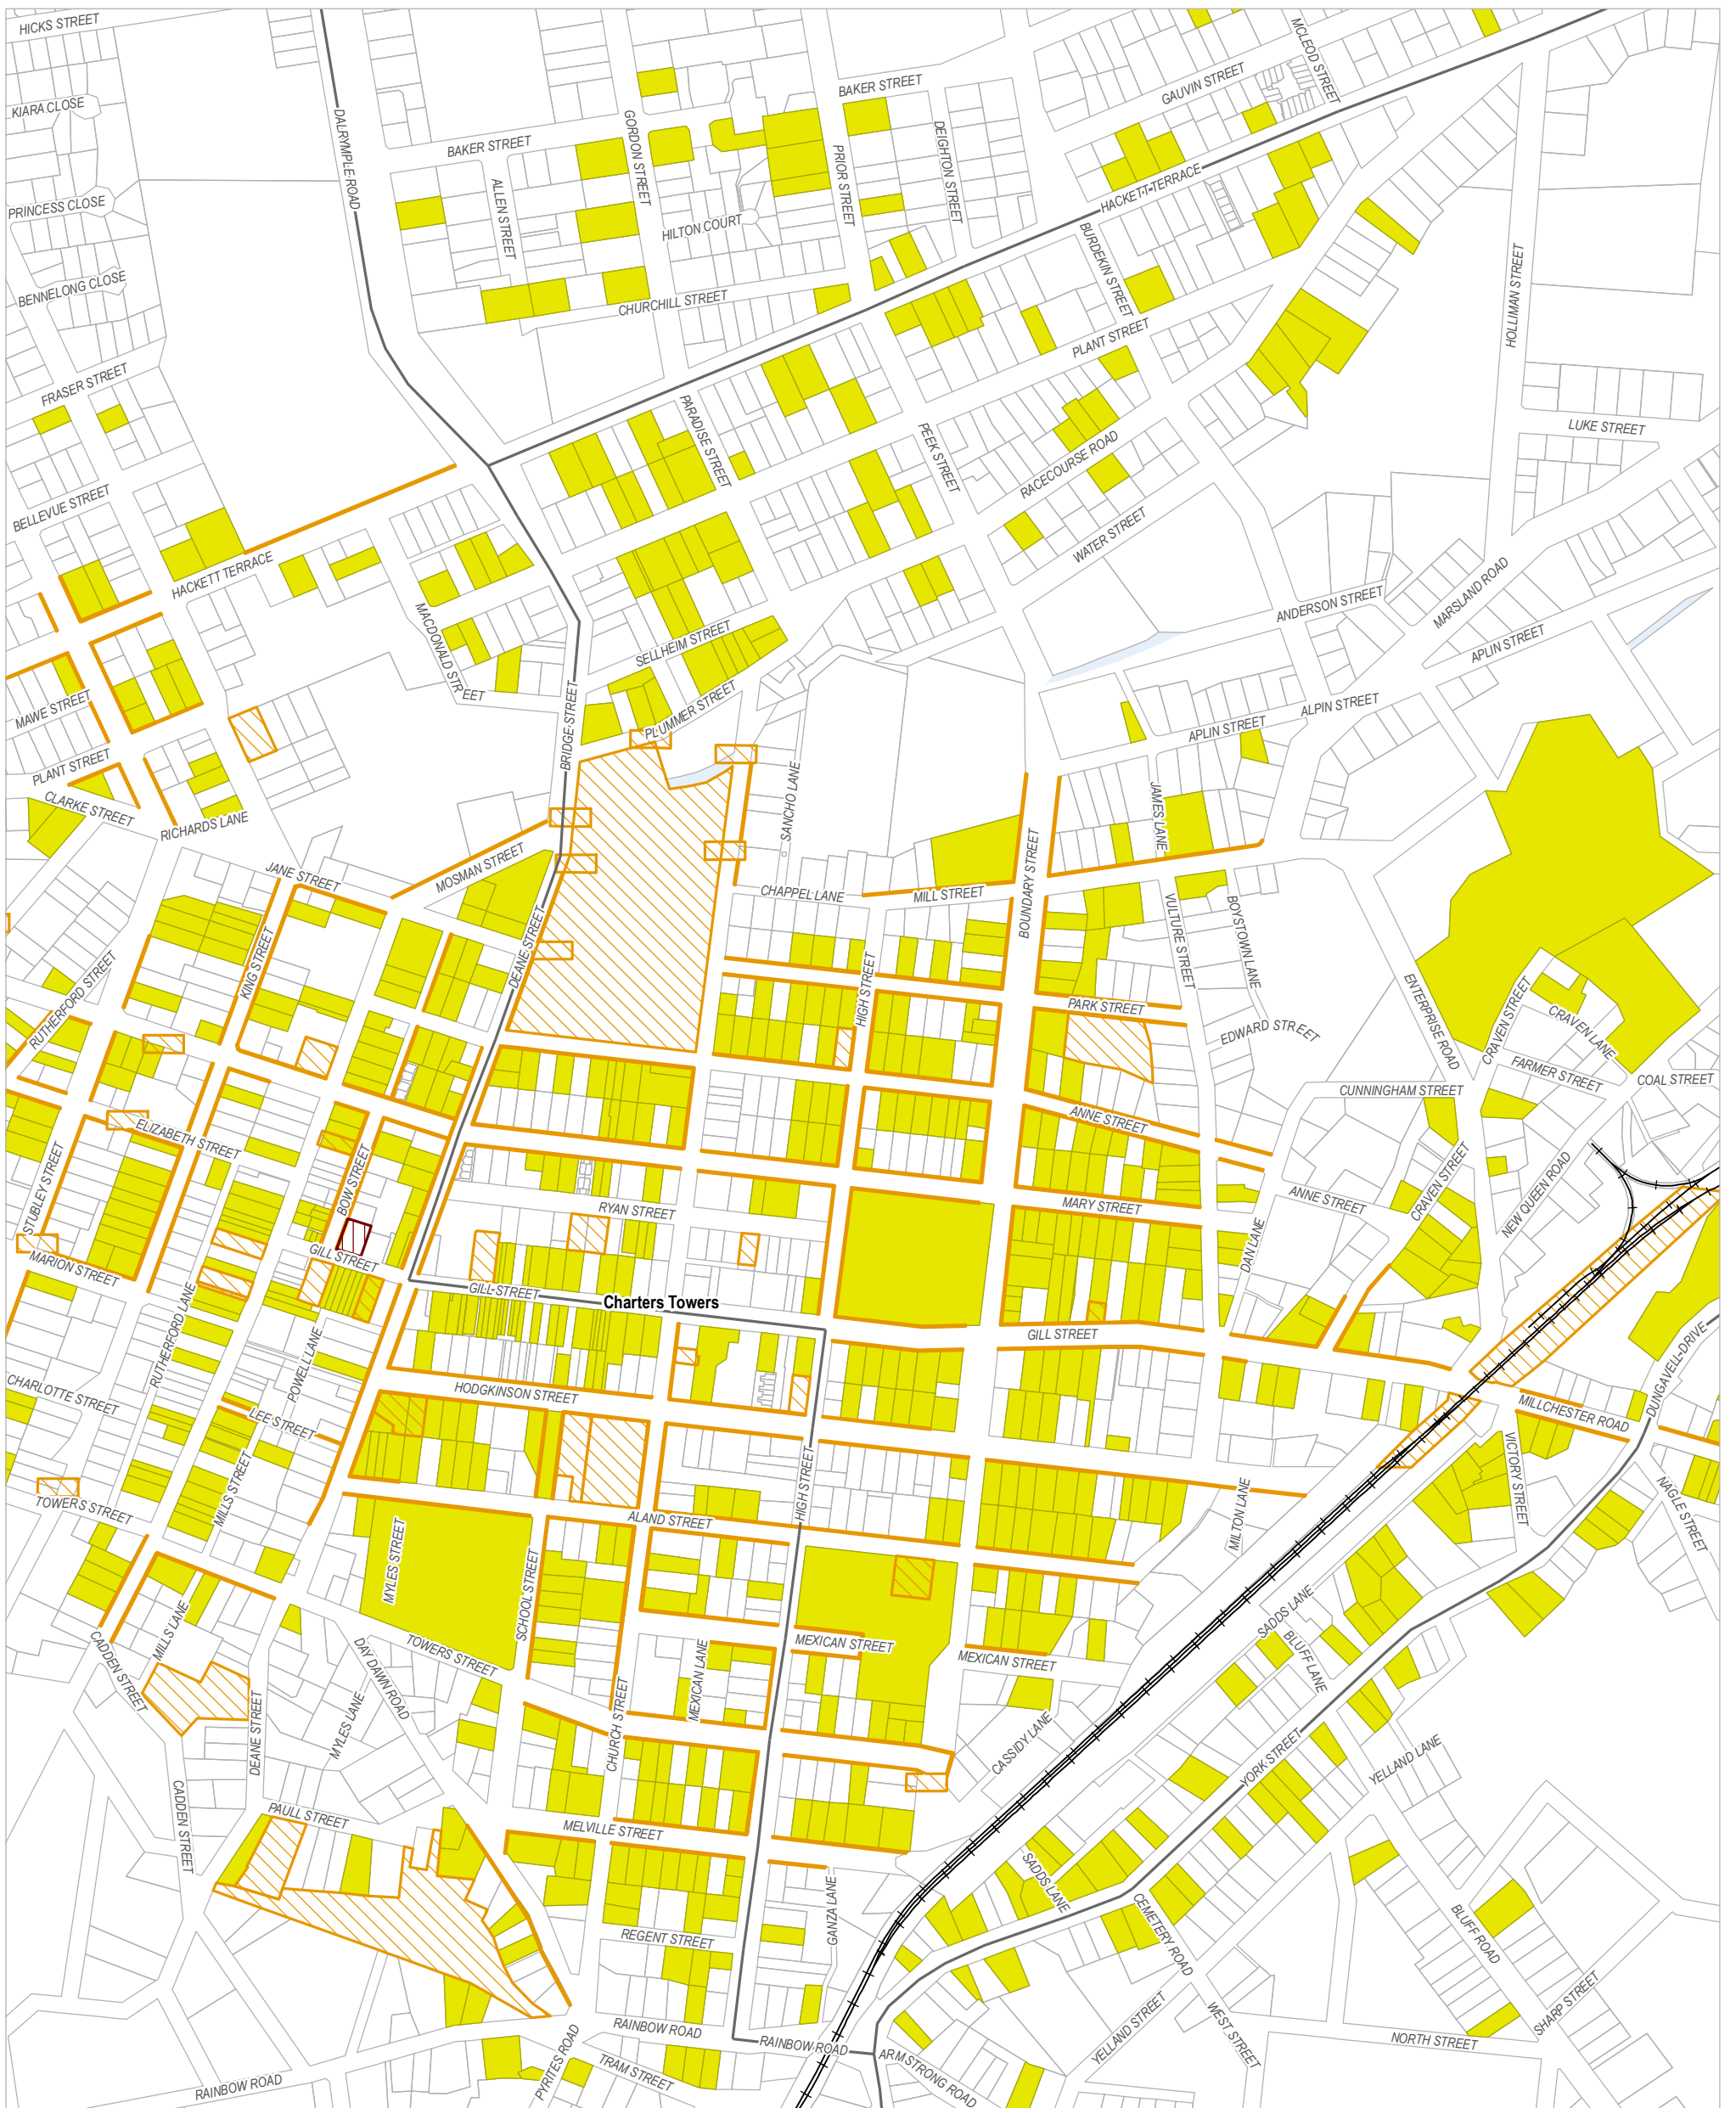 HICKS STREET
MCLEOD STREET
GAUVIN STREET
BAKER STREET
KIARA CLOSE
DALRYMPLE ROAD
GORDON STREET
BAKER STREET
PRIOR STREET
DEIGHTON STREET
HACKETT TERRACE
ALLEN STREET
PRINCESS CLOSE
HILTON COURT
BURDEKIN STREET
BENNELONG CLOSE
CHURCHILL STREET
HOLLIMAN STREET
PLANT STREET
FRASER STREET
PARADISE STREET
PEEK STREET
LUKE STREET
RACECOURSE ROAD
BELLEVUE STREET
WATER STREET
HACKETT TERRACE
MACDONALD STREET
ANDERSON STREET
MARSLAND ROAD
SELLHEIM STREET
APLIN STREET
MAWE STREET
PLUMMER STREET
ALPIN STREET
APLIN STREET
BRIDGE STREET
PLANT STREET
CLARKE STREET
SANCHO LANE
JAMES LANE
RICHARDS LANE
JANE STREET
MOSMAN STREET
CHAPPEL LANE
MILL STREET
BOUNDARY STREET
VULTURE STREET
BOYSTOWN LANE
KING STREET
DEANE STREET
HIGH STREET
RUTHERFORD STREET
PARK STREET
EDWARD STREET
ENTERPRISE ROAD
CRAVEN STREET
CRAVEN LANE
FARMER STREET
COAL STREET
CUNNINGHAM STREET
ANNE STREET
ELIZABETH STREET
STUBLEY STREET
BOW STREET
RYAN STREET
MARY STREET
ANNE STREET
CRAVEN STREET
NEW QUEEN ROAD
DAN LANE
MARION STREET
GILL STREET
GILL STREET
Charters Towers
GILL STREET
RUTHERFORD LANE
POWELL LANE
DUNGAVELL DRIVE
CHARLOTTE STREET
HODGKINSON STREET
LEE STREET
MILLCHESTER ROAD
VICTORY STREET
MILLS STREET
HIGH STREET
NAGLE STREET
TOWERS STREET
ALAND STREET
MILTON LANE
MYLES STREET
SCHOOL STREET
SADDS LANE
BLUFF LANE
MILLS LANE
CADDEN STREET
TOWERS STREET
DAY DAWN ROAD
MEXICAN STREET
MEXICAN LANE
MEXICAN STREET
DEANE STREET
MYLES LANE
CHURCH STREET
CASSIDY LANE
YORK STREET
YELLAND LANE
CADDEN STREET
PAULL STREET
MELVILLE STREET
SADDS LANE
CEMETERY ROAD
GANZA LANE
REGENT STREET
BLUFF ROAD
SHARP STREET
RAINBOW ROAD
RAINBOW ROAD
YELLAND STREET
WEST STREET
NORTH STREET
PYRITES ROAD
TRAM STREET
ARMSTRONG ROAD
RAINBOW ROAD